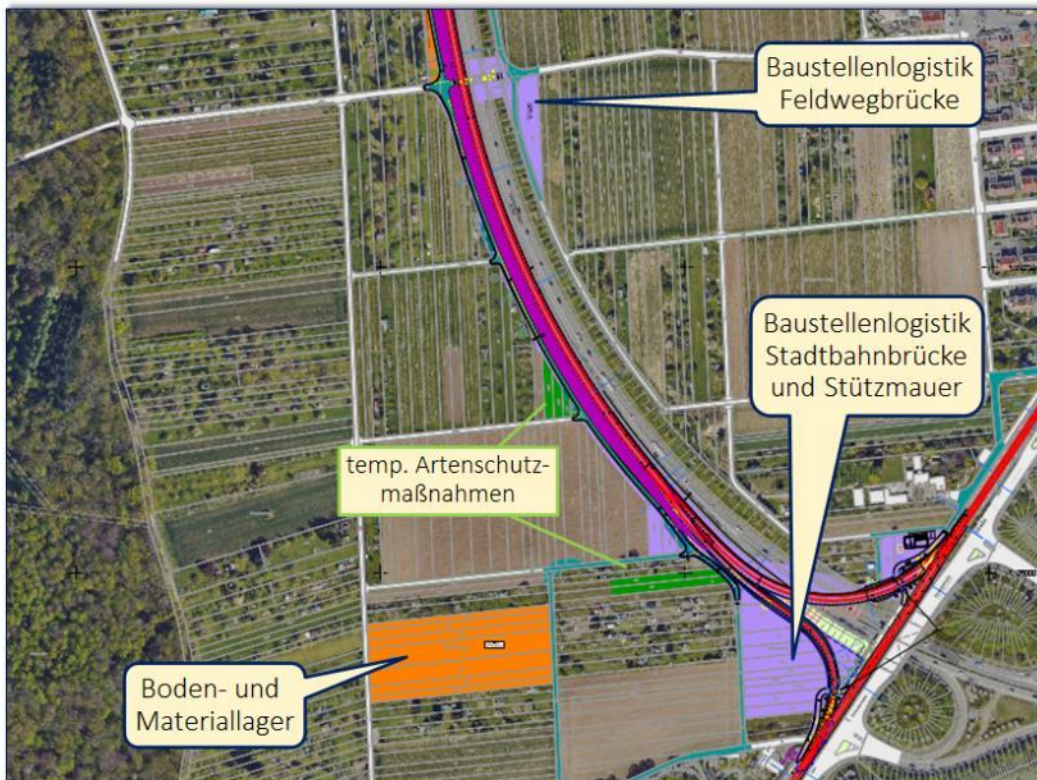 Baustellenlogistik
Feldwegbrücke
Baustellenlogistik
Stadtbahnbrücke
und Stützmauer
temp. Artenschutz-
maßnahmen
Boden- und
Materiallager